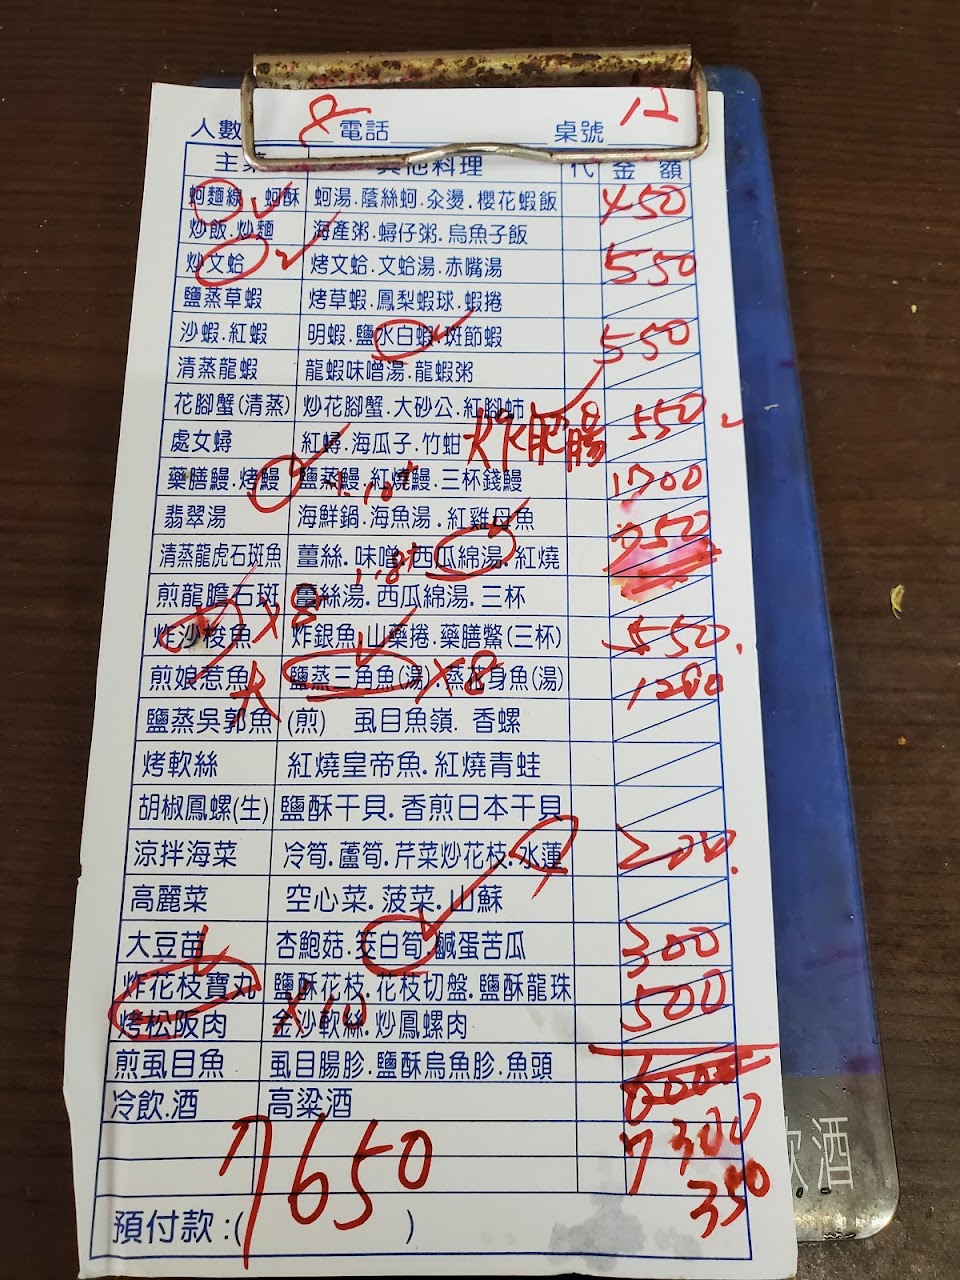 人數 8 電話 桌號 12
主菜 其他料理 代 金額
蚵麵線.蚵酥 蚵湯.蔭絲蚵.汆燙.櫻花蝦飯 450
炒飯.炒麵 海產粥.蟳仔粥.烏魚子飯
炒文蛤 烤文蛤.文蛤湯.赤嘴湯 550
鹽蒸草蝦 烤草蝦.鳳梨蝦球.蝦捲
沙蝦.紅蝦 明蝦.鹽水白蝦.斑節蝦 550
清蒸龍蝦 龍蝦味噌湯.龍蝦粥
花腳蟹(清蒸) 炒花腳蟹.大砂公.紅腳蚶 550
處女蟳 紅蟳.海瓜子.竹蚶 炸肥腸
藥膳鰻.烤鰻 鹽蒸鰻.紅燒鰻.三杯錢鰻 1700
翡翠湯 海鮮鍋.海魚湯.紅雞母魚
清蒸龍虎石斑魚 薑絲.味噌.西瓜綿湯.紅燒
煎龍膽石斑 薑絲湯.西瓜綿湯.三杯
炸沙梭魚 x8 炸銀魚.山藥捲.藥膳鱉(三杯) 550
煎娘惹魚 大 鹽蒸三角魚(湯).蒸花身魚(湯) x8 1280
鹽蒸吳郭魚 (煎) 虱目魚嶺.香螺
烤軟絲 紅燒皇帝魚.紅燒青蛙
胡椒鳳螺(生) 鹽酥干貝.香煎日本干貝
涼拌海菜 冷筍.蘆筍.芹菜炒花枝.水蓮 200
高麗菜 空心菜.菠菜.山蘇
大豆苗 杏鮑菇.筊白筍.鹹蛋苦瓜 300
炸花枝寶丸 鹽酥花枝.花枝切盤.鹽酥龍珠 500
烤松阪肉 x10 金沙軟絲.炒鳳螺肉
煎虱目魚 虱目腸胗.鹽酥烏魚胗.魚頭
冷飲.酒 高粱酒
7300
7650 350
預付款:( )
飲酒